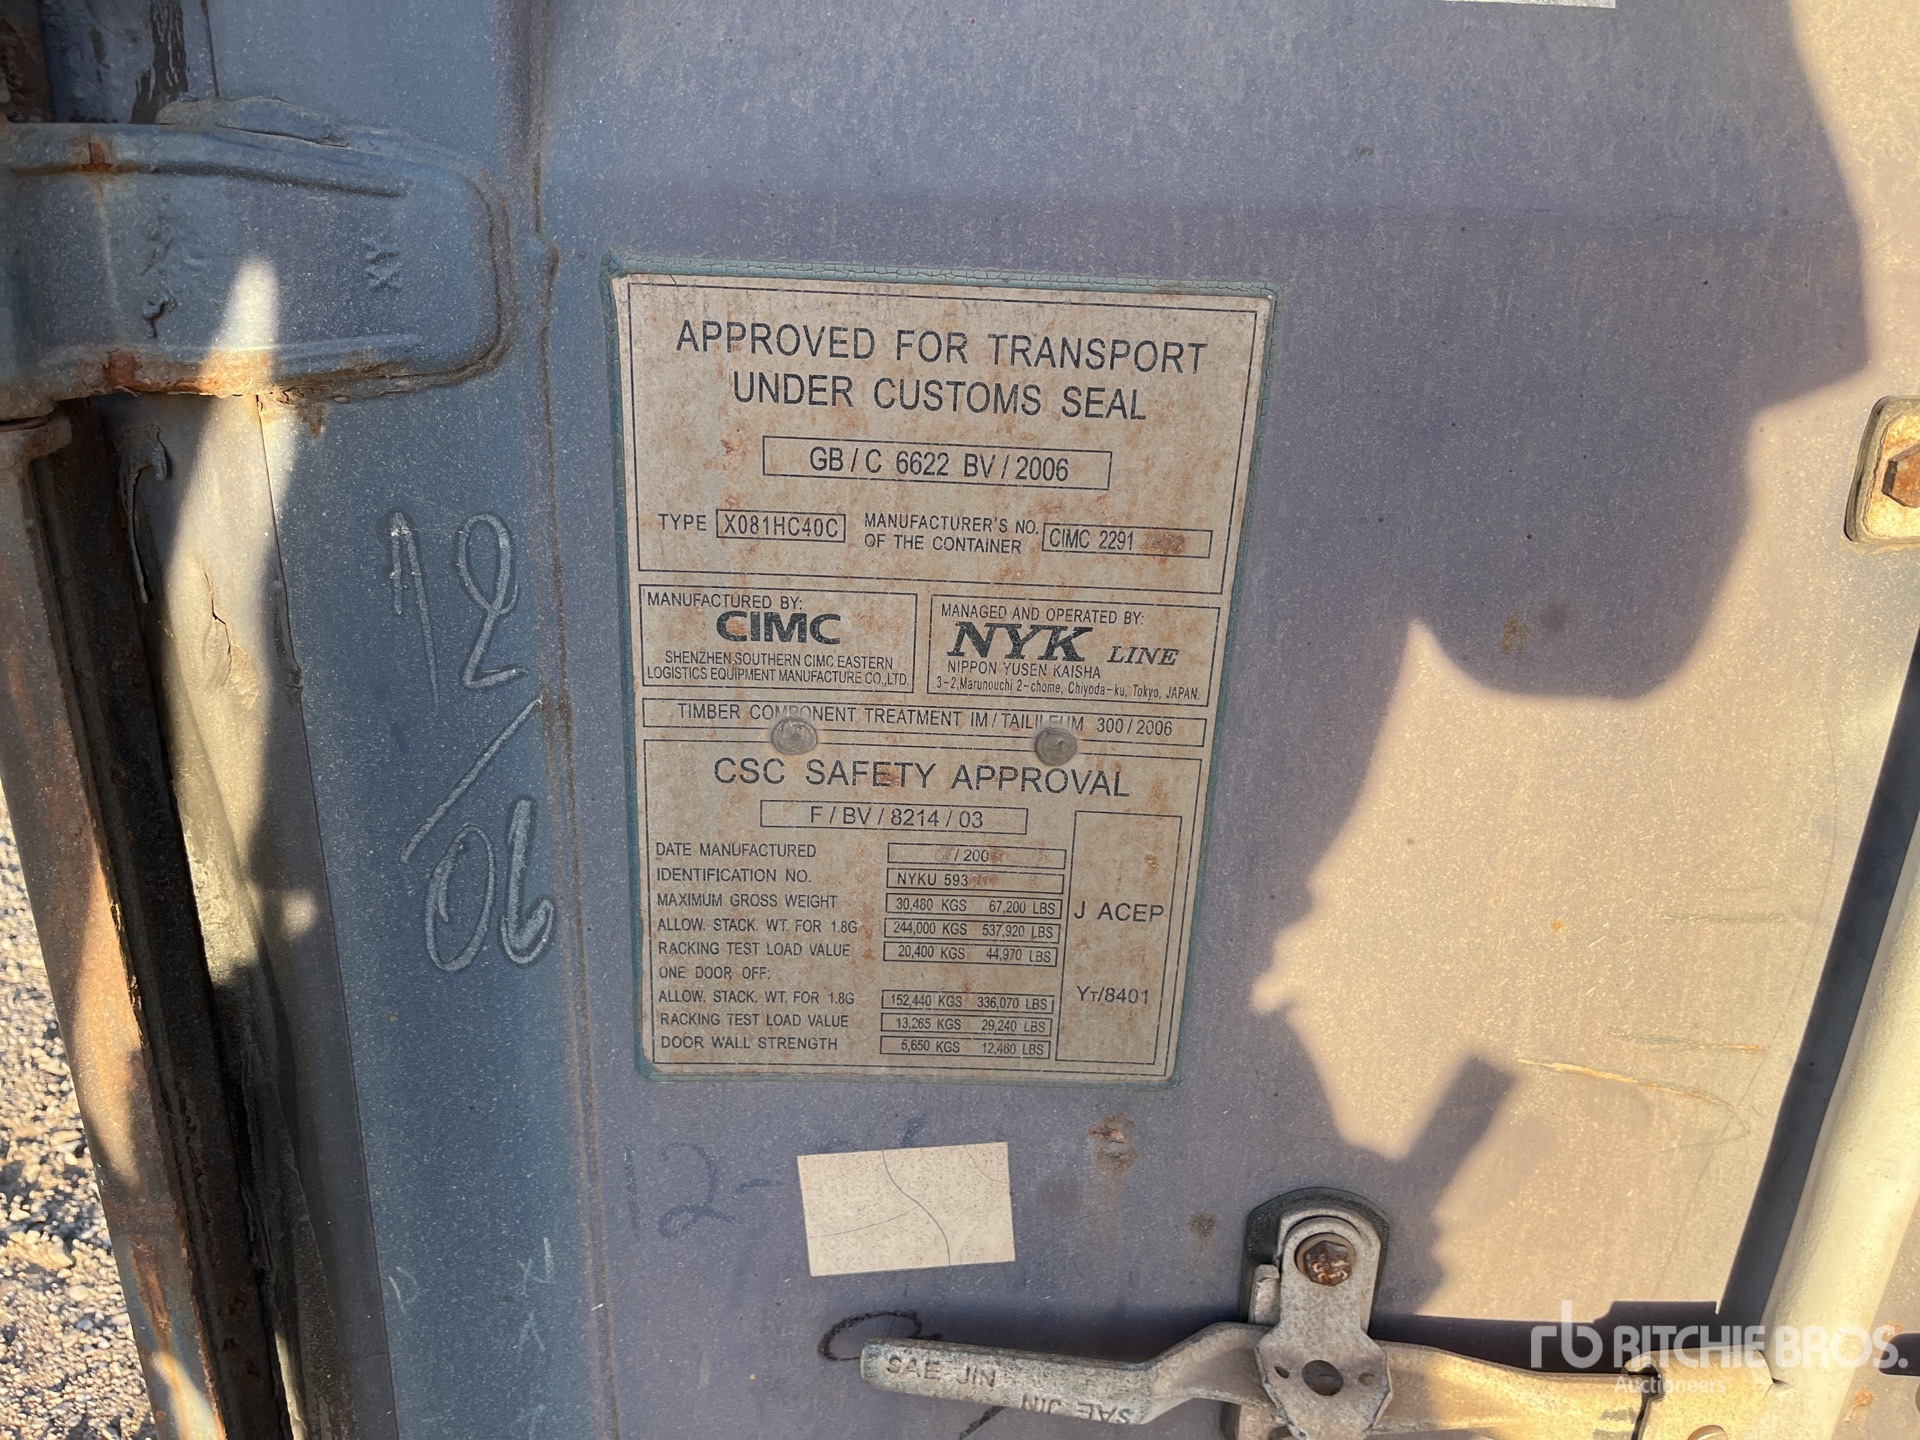 APPROVED FOR TRANSPORT
UNDER CUSTOMS SEAL
GB / C 6622 BV / 2006
TYPE X081HC40C
MANUFACTURER'S NO.
OF THE CONTAINER
CIMC 2291
MANUFACTURED BY:
CIMC
SHENZHEN SOUTHERN CIMC EASTERN
LOGISTICS EQUIPMENT MANUFACTURE CO.,LTD.
MANAGED AND OPERATED BY:
NYK LINE
NIPPON YUSEN KAISHA
3-2,Marunouchi 2-chome, Chiyoda-ku, Tokyo, JAPAN.
TIMBER COMPONENT TREATMENT IM / TAILILEUM 300 / 2006
CSC SAFETY APPROVAL
F / BV / 8214 / 03
DATE MANUFACTURED / 200
IDENTIFICATION NO. NYKU 593
MAXIMUM GROSS WEIGHT 30,480 KGS 67,200 LBS
ALLOW. STACK. WT. FOR 1.8G 244,000 KGS 537,920 LBS
RACKING TEST LOAD VALUE 20,400 KGS 44,970 LBS
ONE DOOR OFF:
ALLOW. STACK. WT. FOR 1.8G 152,440 KGS 336,070 LBS
RACKING TEST LOAD VALUE 13,265 KGS 29,240 LBS
DOOR WALL STRENGTH 5,650 KGS 12,460 LBS
J ACEP
YT/8401
12
/
06
12-
SAE JIN
SAE JIN
rb RITCHIE BROS.
Auctioneers